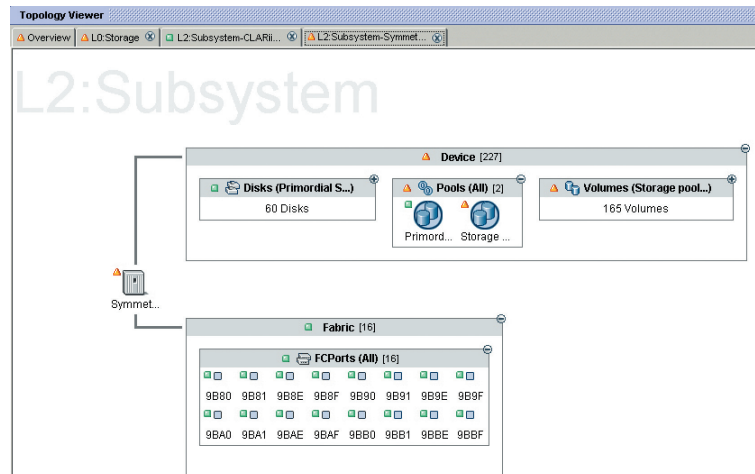 Topology Viewer
Overview L0:Storage L2:Subsystem-CLARii... L2:Subsystem-Symmet...
L2:Subsystem
Device [227]
Disks (Primordial S...) Pools (All) [2] Volumes (Storage pool...)
60 Disks 165 Volumes
Primord... Storage ...
Symmet...
Fabric [16]
FCPorts (All) [16]
9B80 9B81 9B8E 9B8F 9B90 9B91 9B9E 9B9F
9BA0 9BA1 9BAE 9BAF 9BB0 9BB1 9BBE 9BBF